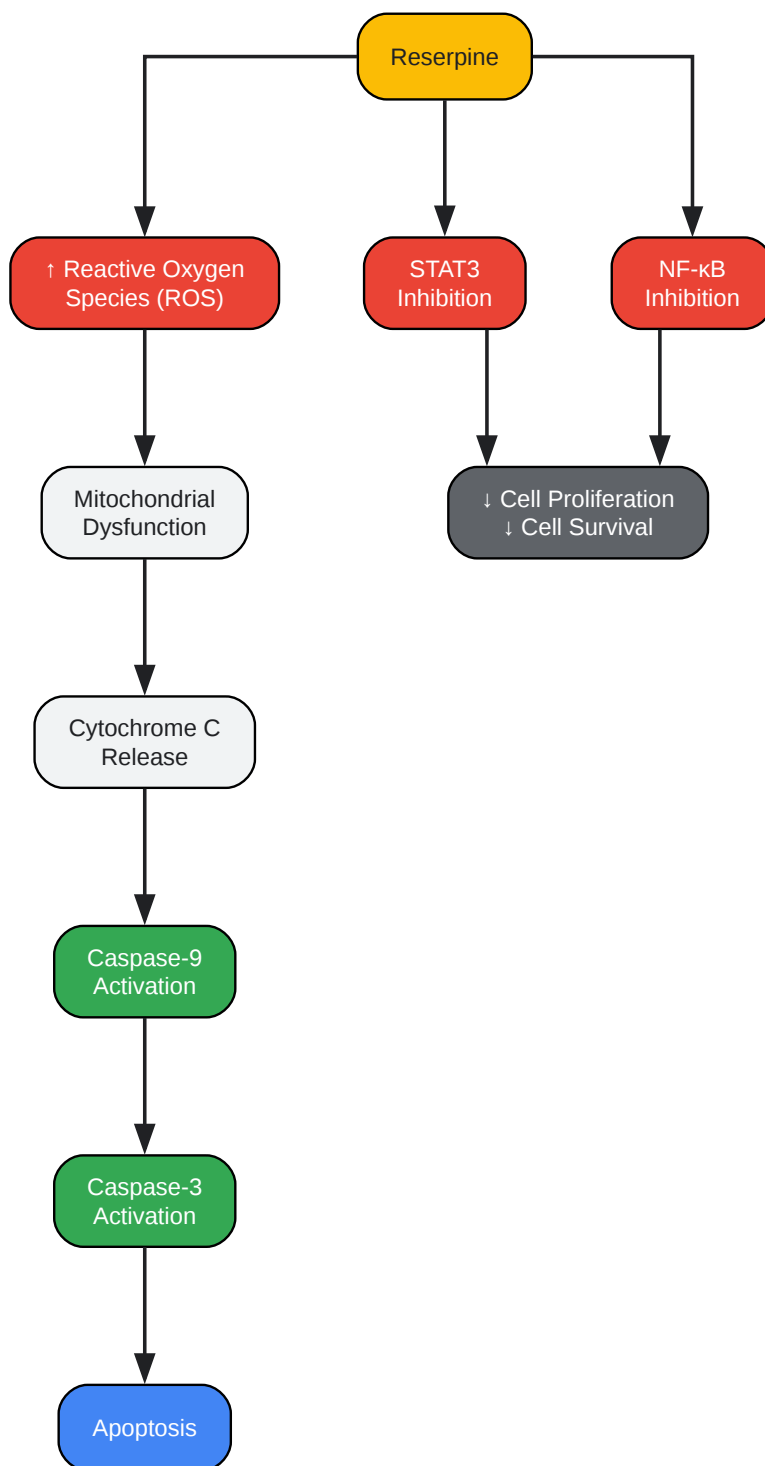 Reserpine
↑ Reactive Oxygen
Species (ROS)
STAT3
Inhibition
NF-κB
Inhibition
Mitochondrial
Dysfunction
↓ Cell Proliferation
↓ Cell Survival
Cytochrome C
Release
Caspase-9
Activation
Caspase-3
Activation
Apoptosis